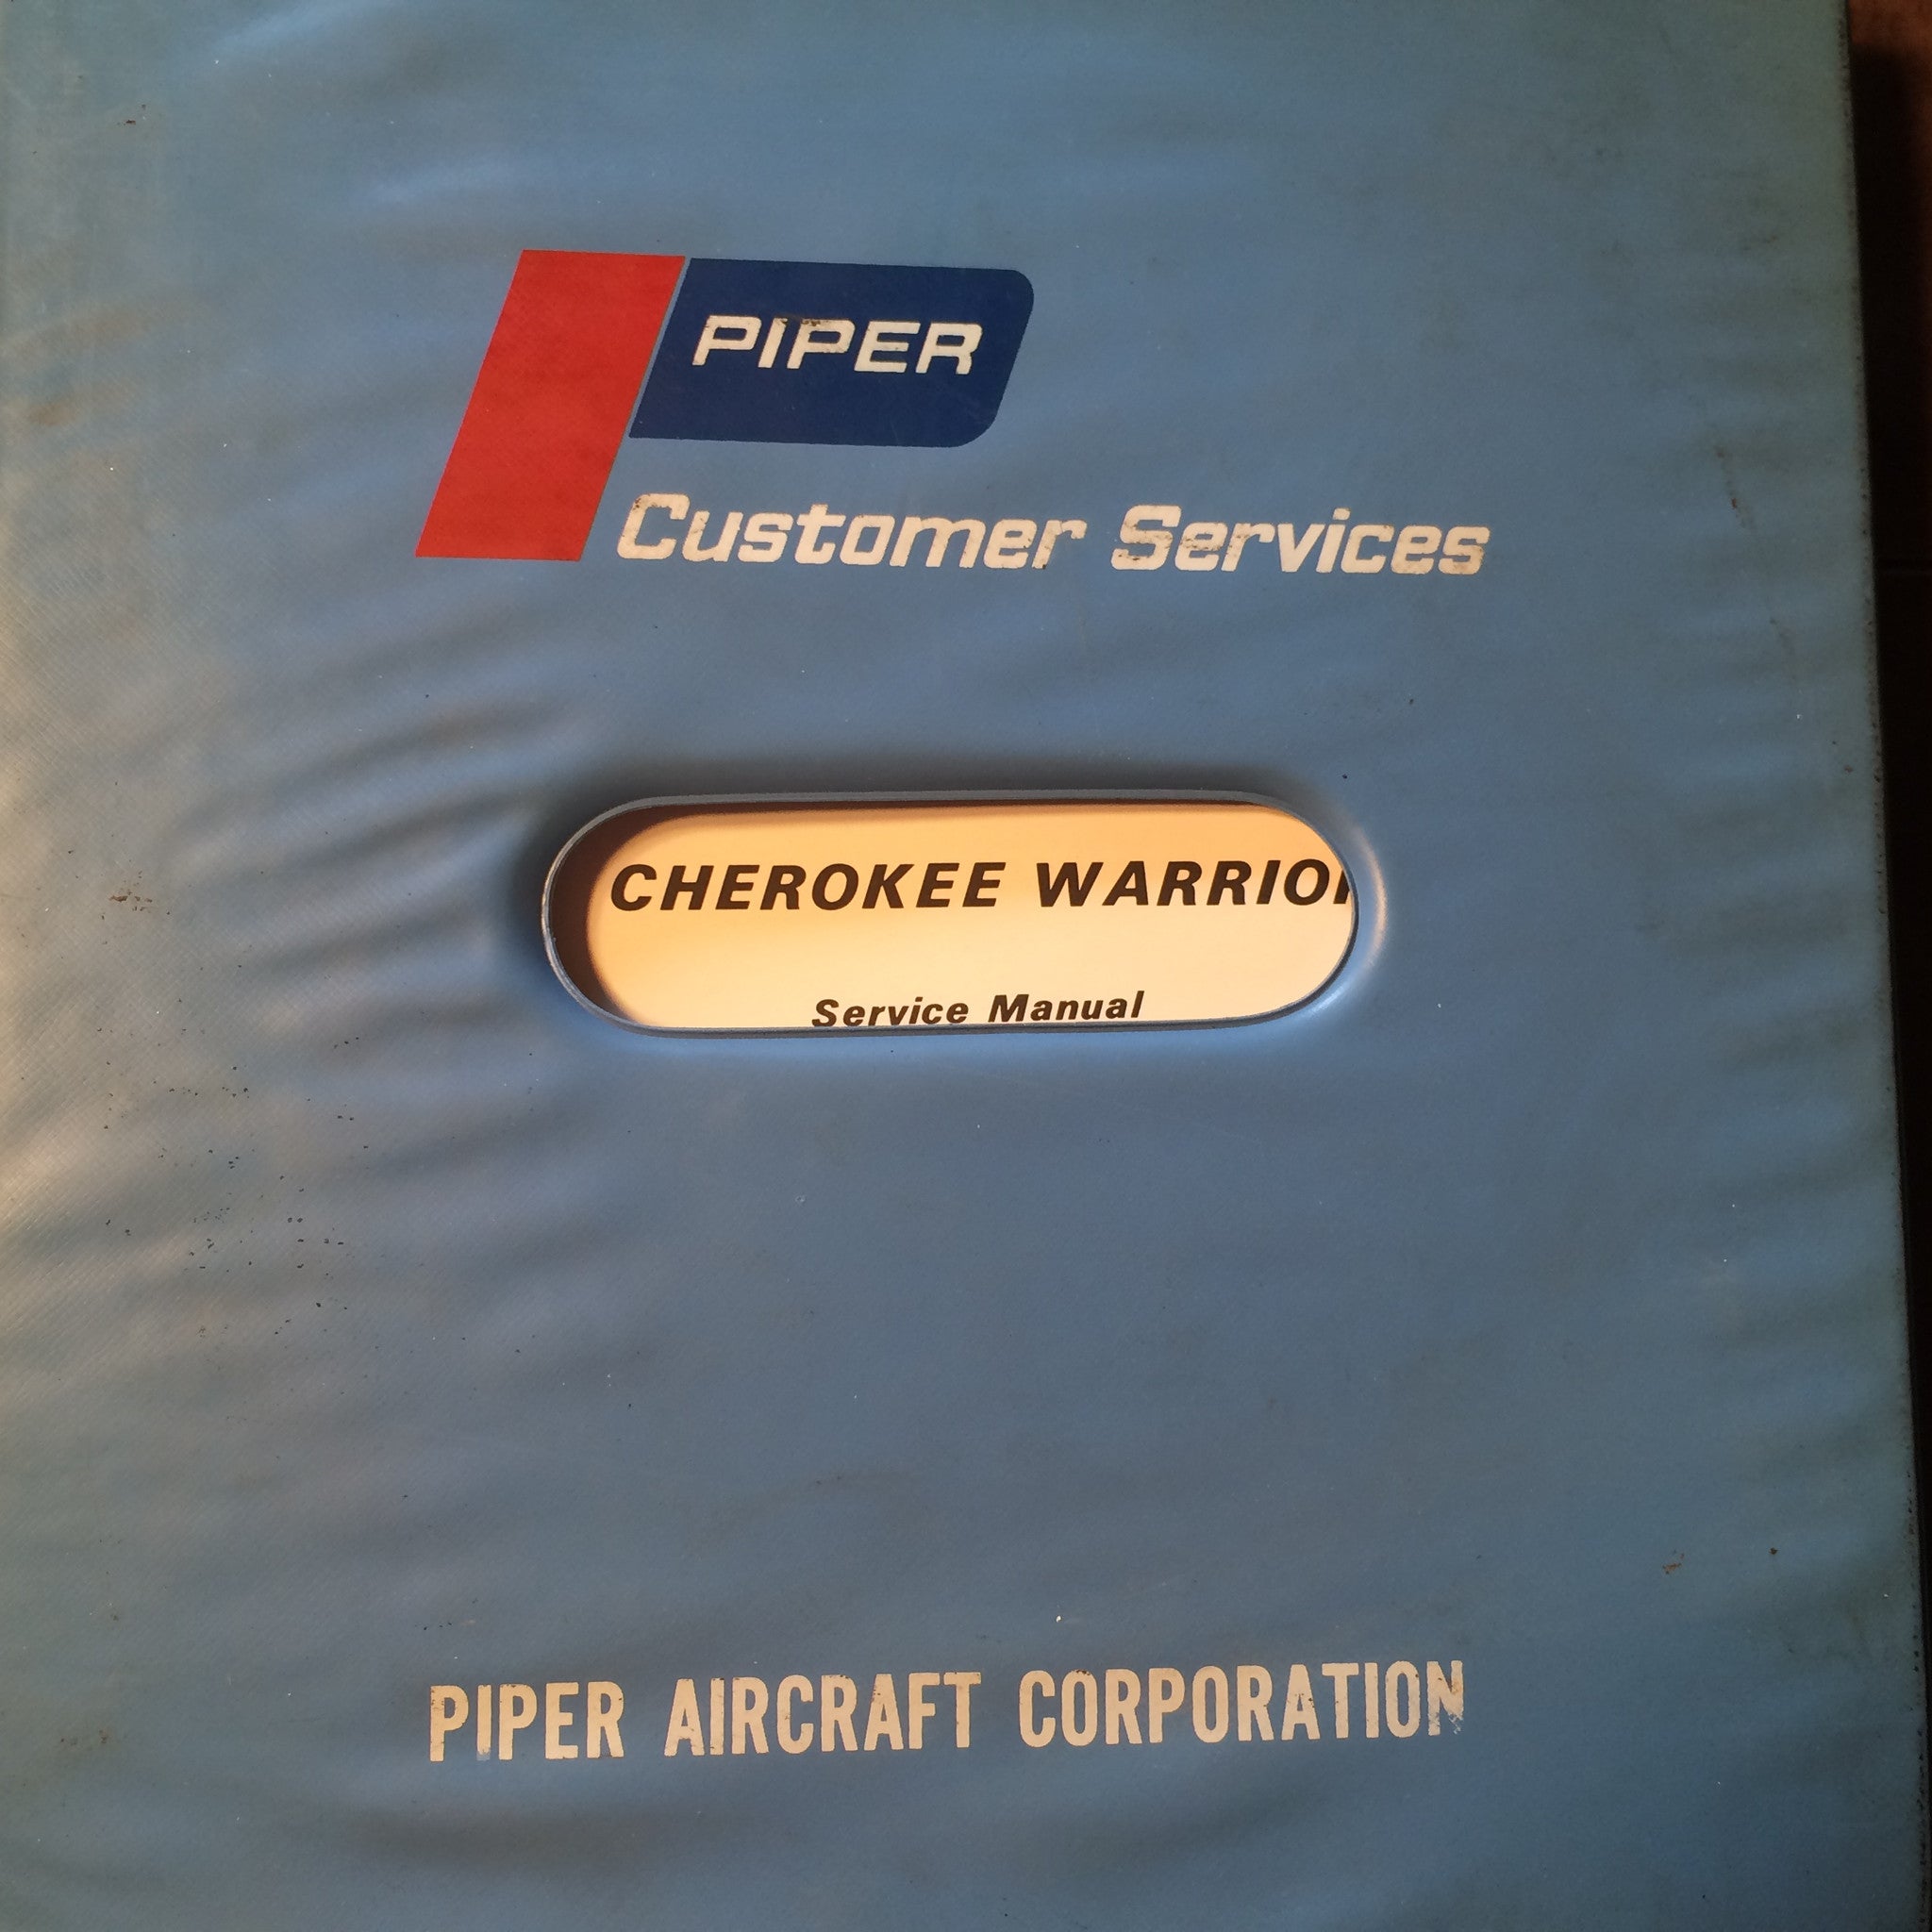 PIPER
Customer Services
CHEROKEE WARRIOR
Service Manual
PIPER AIRCRAFT CORPORATION